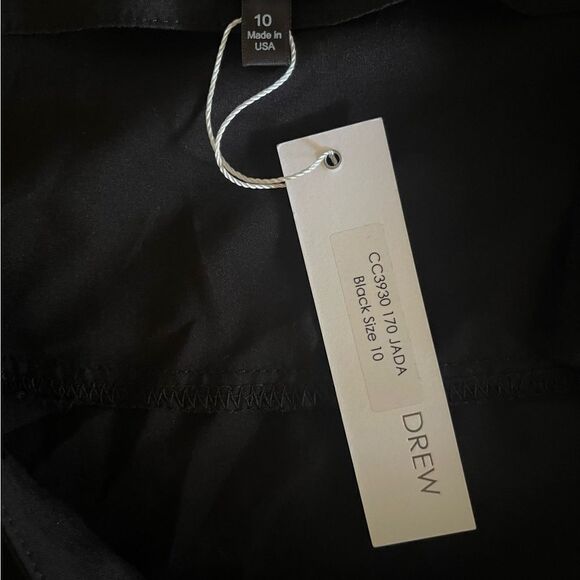 10
Made in
USA
CC3930 170 JADA
Black Size 10
DREW